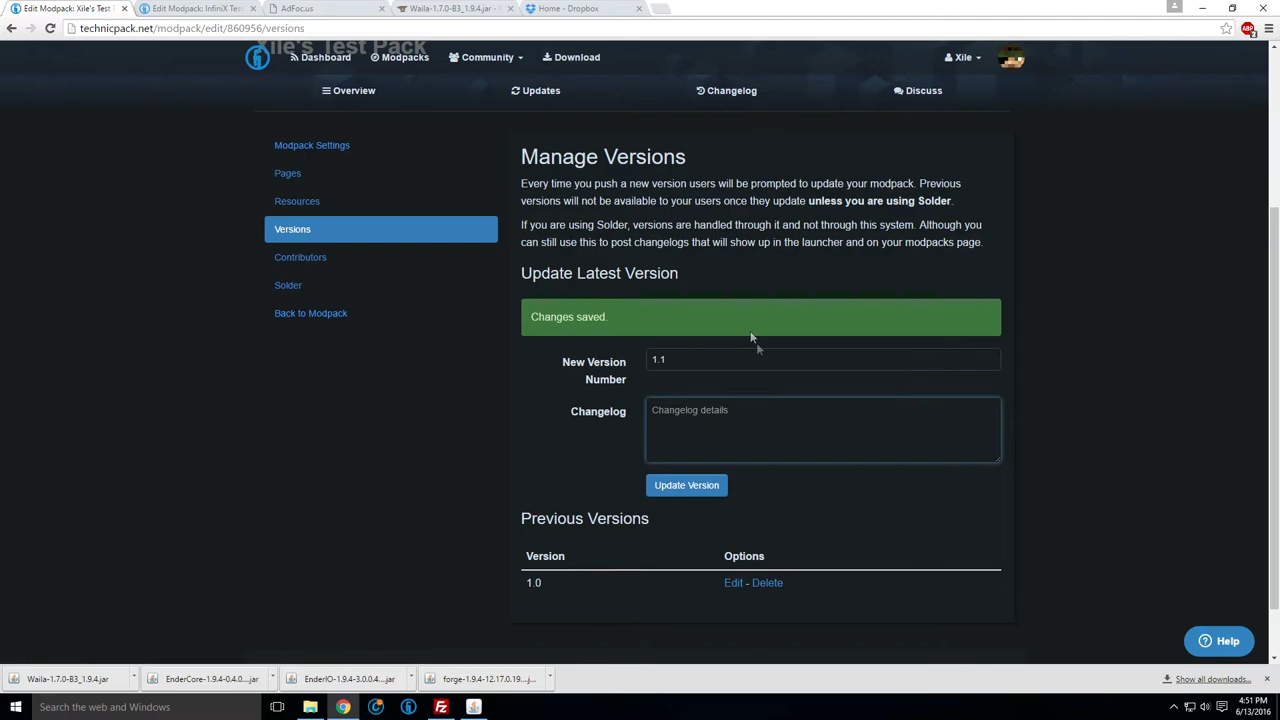 Edit Modpack: Xile's Test P
Edit Modpack: InfiniX Test
AdFoc.us
Waila-1.7.0-B3_1.9.4.jar -
Home - Dropbox
technicpack.net/modpack/edit/860956/versions
Xile's Test Pack
Dashboard
Modpacks
Community
Download
Xile
Overview
Updates
Changelog
Discuss
Modpack Settings
Pages
Resources
Versions
Contributors
Solder
Back to Modpack
Manage Versions
Every time you push a new version users will be prompted to update your modpack. Previous
versions will not be available to your users once they update unless you are using Solder.
If you are using Solder, versions are handled through it and not through this system. Although you
can still use this to post changelogs that will show up in the launcher and on your modpacks page.
Update Latest Version
Changes saved.
New Version
Number
1.1
Changelog
Changelog details
Update Version
Previous Versions
Version
Options
1.0
Edit - Delete
Help
Waila-1.7.0-B3_1.9.4.jar
EnderCore-1.9.4-0.4.0....jar
EnderIO-1.9.4-3.0.0.4....jar
forge-1.9.4-12.17.0.19....j...
Show all downloads...
Search the web and Windows
4:51 PM
6/13/2016